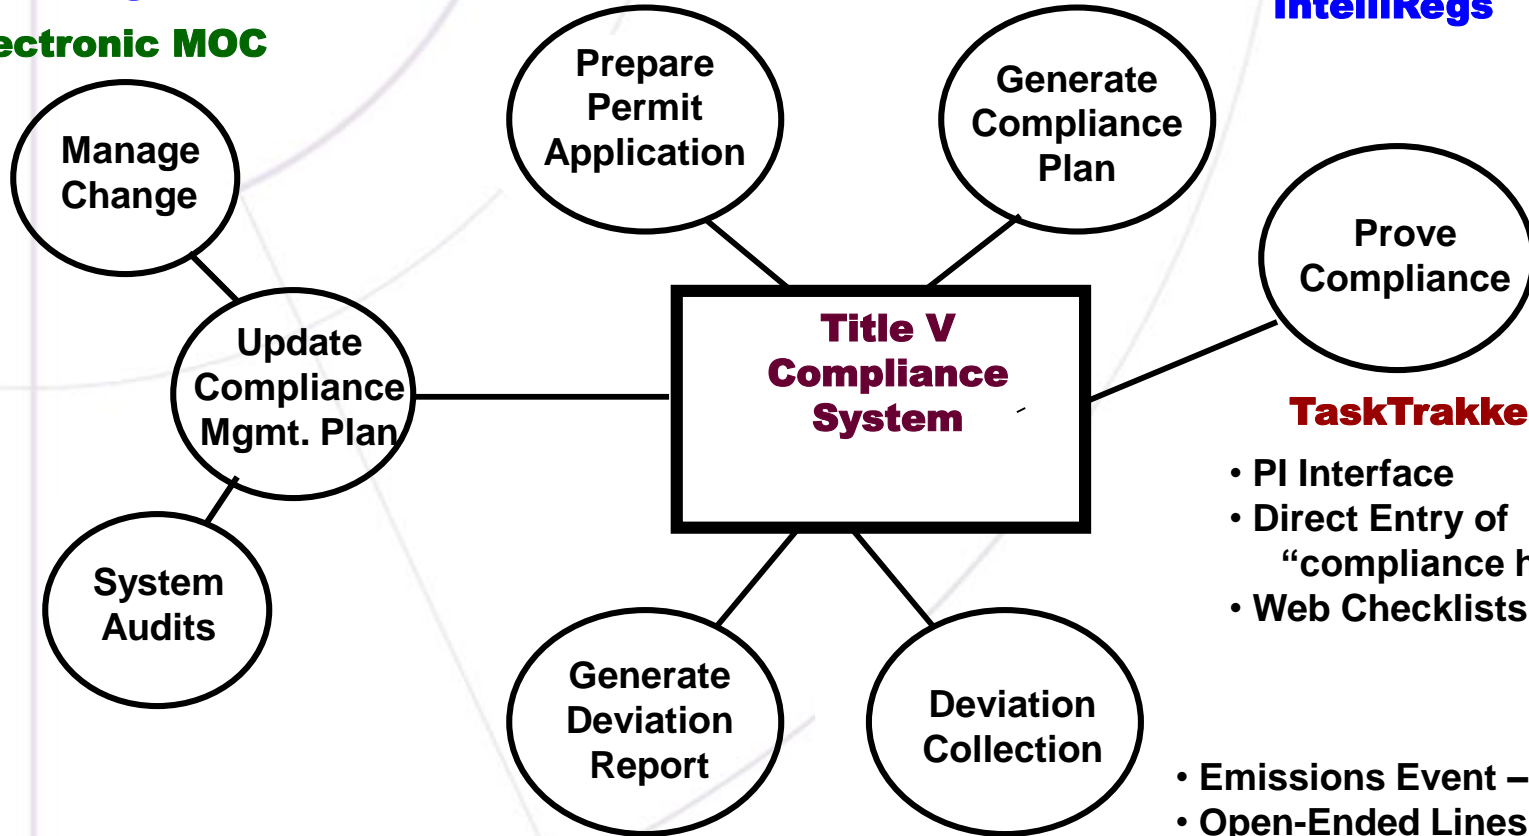 IntelliRegs
ectronic MOC
Prepare
Permit
Application
Generate
Compliance
Plan
Manage
Change
Prove
Compliance
Update
Compliance
Mgmt. Plan
Title V
Compliance
System
TaskTrakke
• PI Interface
• Direct Entry of
“compliance h
• Web Checklists
System
Audits
Generate
Deviation
Report
Deviation
Collection
• Emissions Event –
• Open-Ended Lines